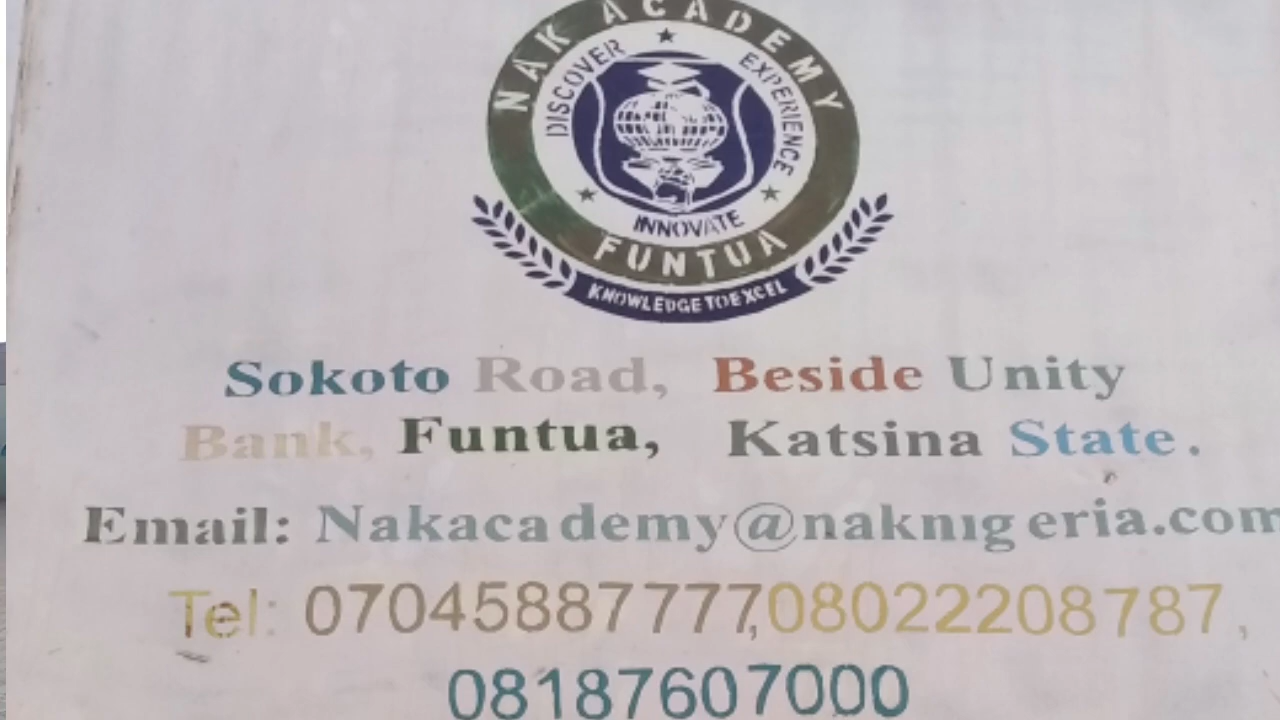 NAK ACADEMY
DISCOVER
EXPERIENCE
INNOVATE
FUNTUA
KNOWLEDGE TO EXCEL
Sokoto Road, Beside Unity
Bank, Funtua, Katsina State.
Email: Nakacademy@naknigeria.com
Tel: 07045887777,08022208787,
08187607000